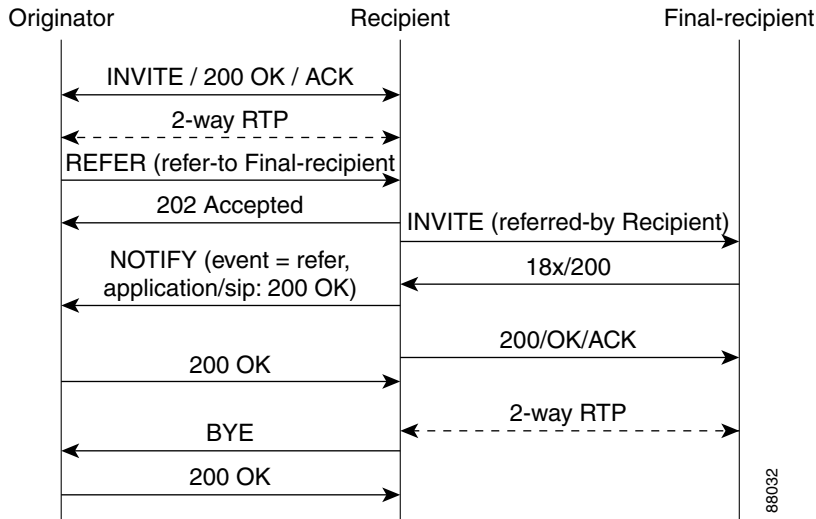 Originator
Recipient
Final-recipient
INVITE / 200 OK / ACK
2-way RTP
REFER (refer-to Final-recipient
202 Accepted
INVITE (referred-by Recipient)
NOTIFY (event = refer,
application/sip: 200 OK)
18x/200
200/OK/ACK
200 OK
2-way RTP
BYE
200 OK
88032